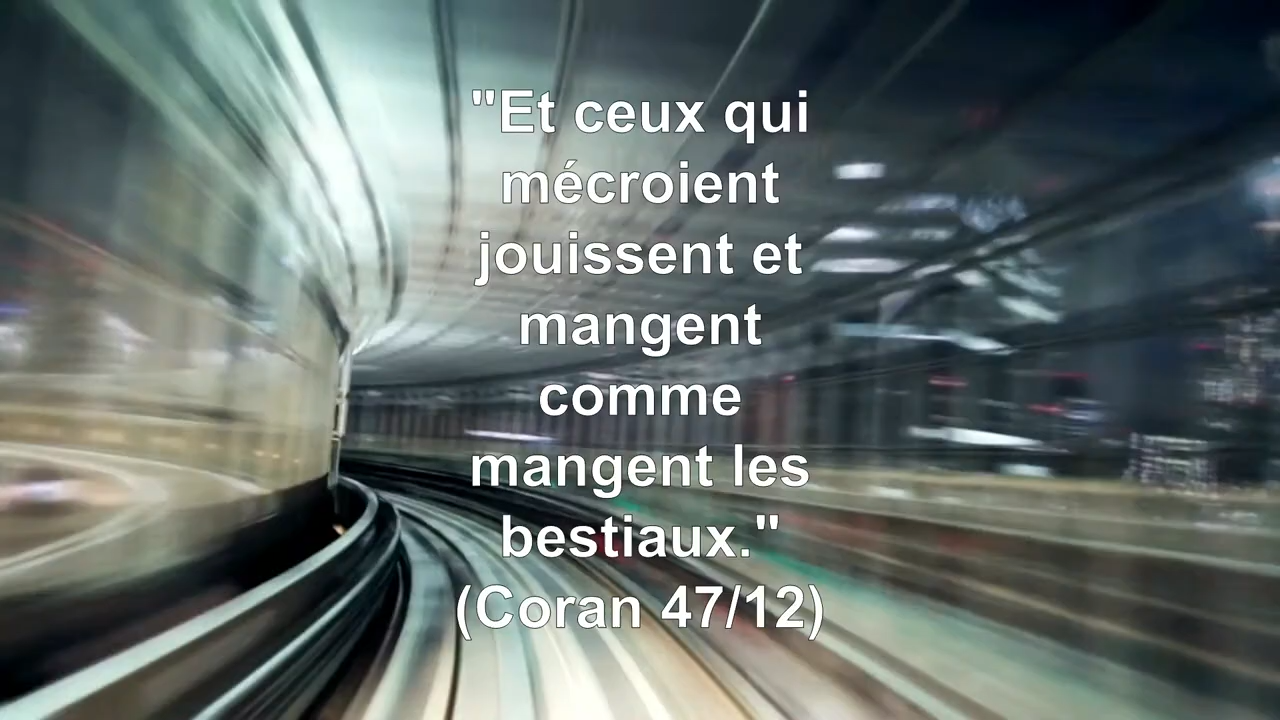 "Et ceux qui
mécroient
jouissent et
mangent
comme
mangent les
bestiaux."
(Coran 47/12)